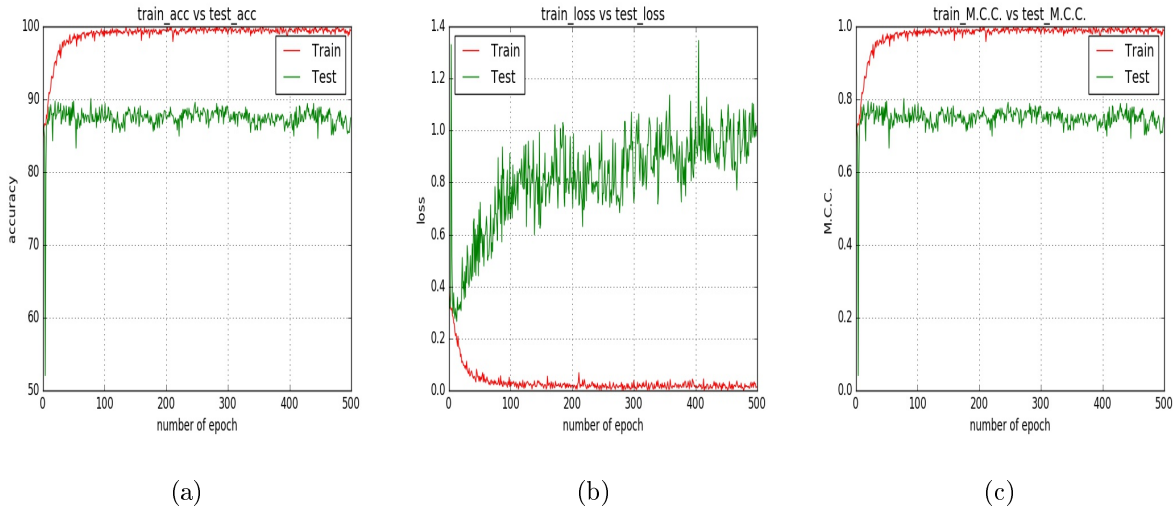 train_acc vs test_acc
100
90
80
70
60
50
accuracy
Train
Test
0 100 200 300 400 500
number of epoch
(a)
train_loss vs test_loss
1.4
1.2
1.0
0.8
0.6
0.4
0.2
0.0
loss
Train
Test
0 100 200 300 400 500
number of epoch
(b)
train_M.C.C. vs test_M.C.C.
1.0
0.8
0.6
0.4
0.2
0.0
M.C.C.
Train
Test
0 100 200 300 400 500
number of epoch
(c)